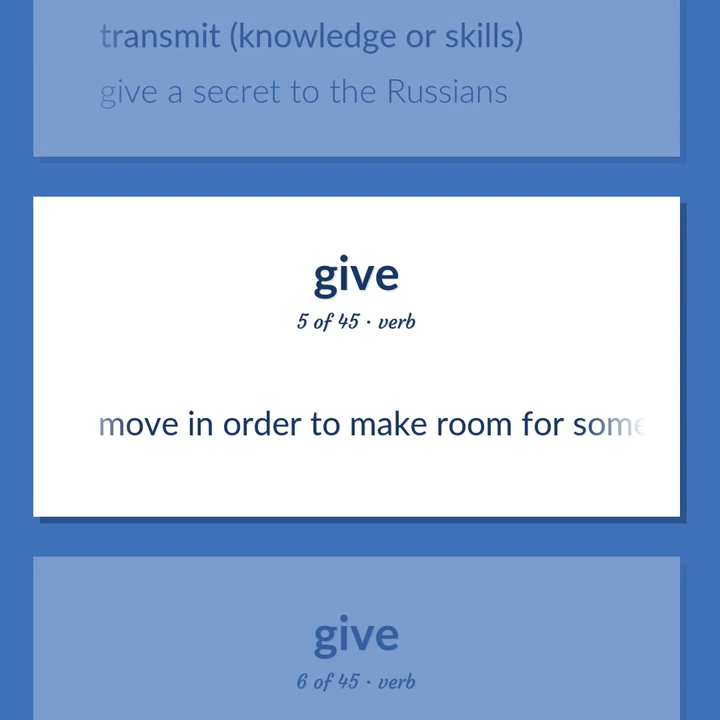 transmit (knowledge or skills)
give a secret to the Russians
give
5 of 45 · verb
move in order to make room for some
give
6 of 45 · verb